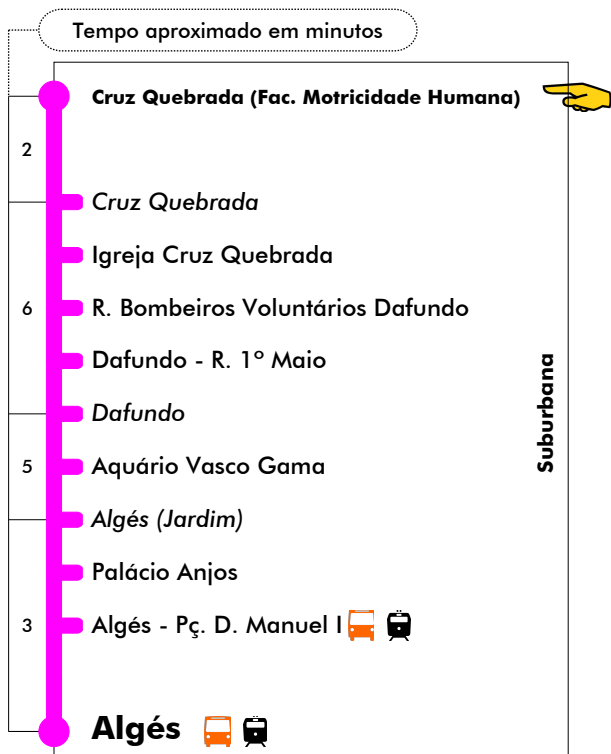 Tempo aproximado em minutos
Cruz Quebrada (Fac. Motricidade Humana)
2
Cruz Quebrada
Igreja Cruz Quebrada
6
R. Bombeiros Voluntários Dafundo
Dafundo - R. 1º Maio
Suburbana
Dafundo
5
Aquário Vasco Gama
Algés (Jardim)
Palácio Anjos
3
Algés - Pç. D. Manuel I
Algés